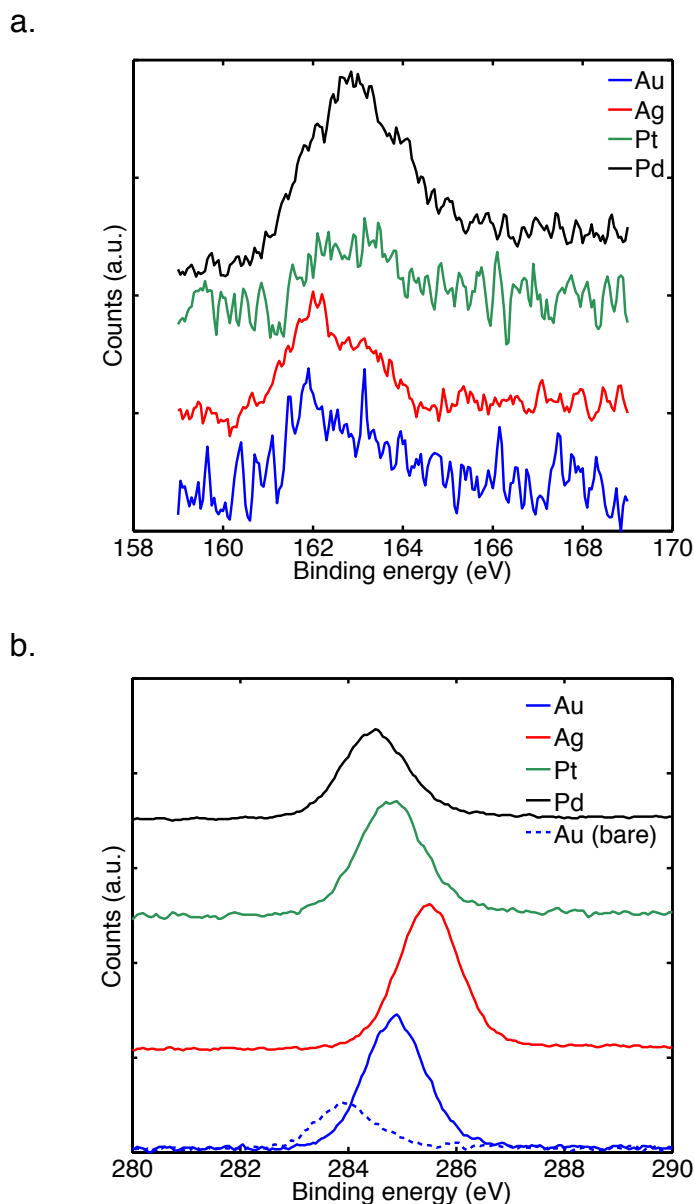 a.
Counts (a.u.)
Au
Ag
Pt
Pd
158 160 162 164 166 168 170
Binding energy (eV)
b.
Counts (a.u.)
Au
Ag
Pt
Pd
Au (bare)
280 282 284 286 288 290
Binding energy (eV)